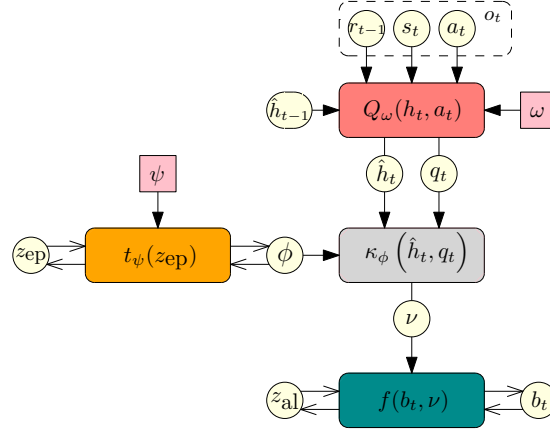 r_{t−1} s_t a_t o_t
ĥ_{t−1} Q_ω(h_t, a_t) ω
ψ ĥ_t q_t
z_ep t_ψ(z_ep) ϕ κ_ϕ(ĥ_t, q_t)
ν
z_al f(b_t, ν) b_t